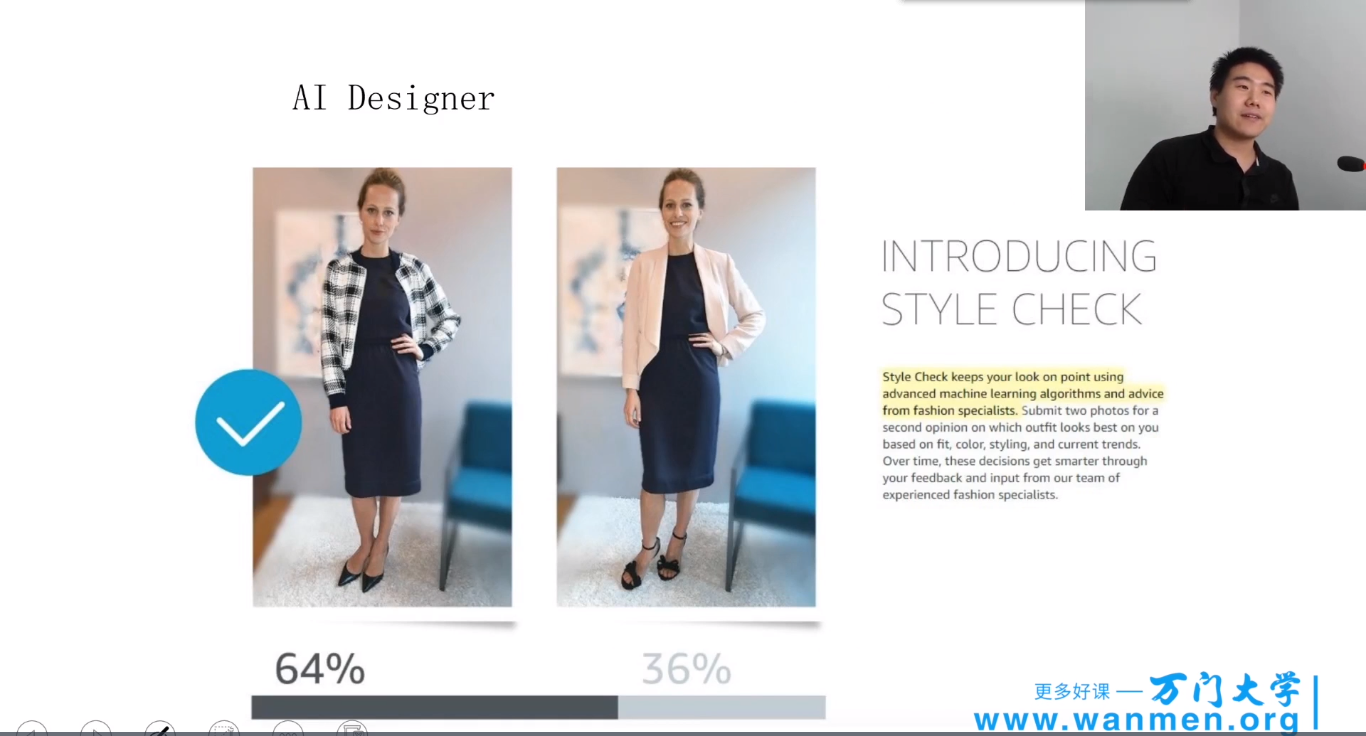 AI Designer
INTRODUCING
STYLE CHECK
Style Check keeps your look on point using
advanced machine learning algorithms and advice
from fashion specialists. Submit two photos for a
second opinion on which outfit looks best on you
based on fit, color, styling, and current trends.
Over time, these decisions get smarter through
your feedback and input from our team of
experienced fashion specialists.
64%
36%
更多好课 — 万门大学
www.wanmen.org